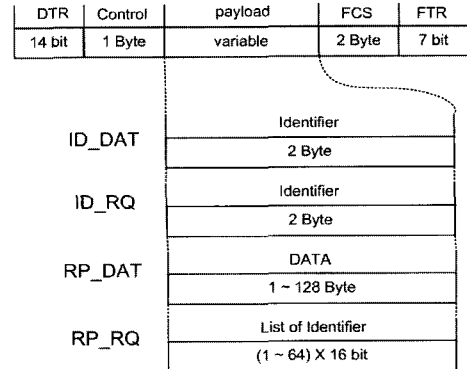 DTR Control payload FCS FTR
14 bit 1 Byte variable 2 Byte 7 bit
Identifier
ID_DAT
2 Byte
Identifier
ID_RQ
2 Byte
DATA
RP_DAT
1 ~ 128 Byte
List of Identifier
RP_RQ
(1 ~ 64) X 16 bit